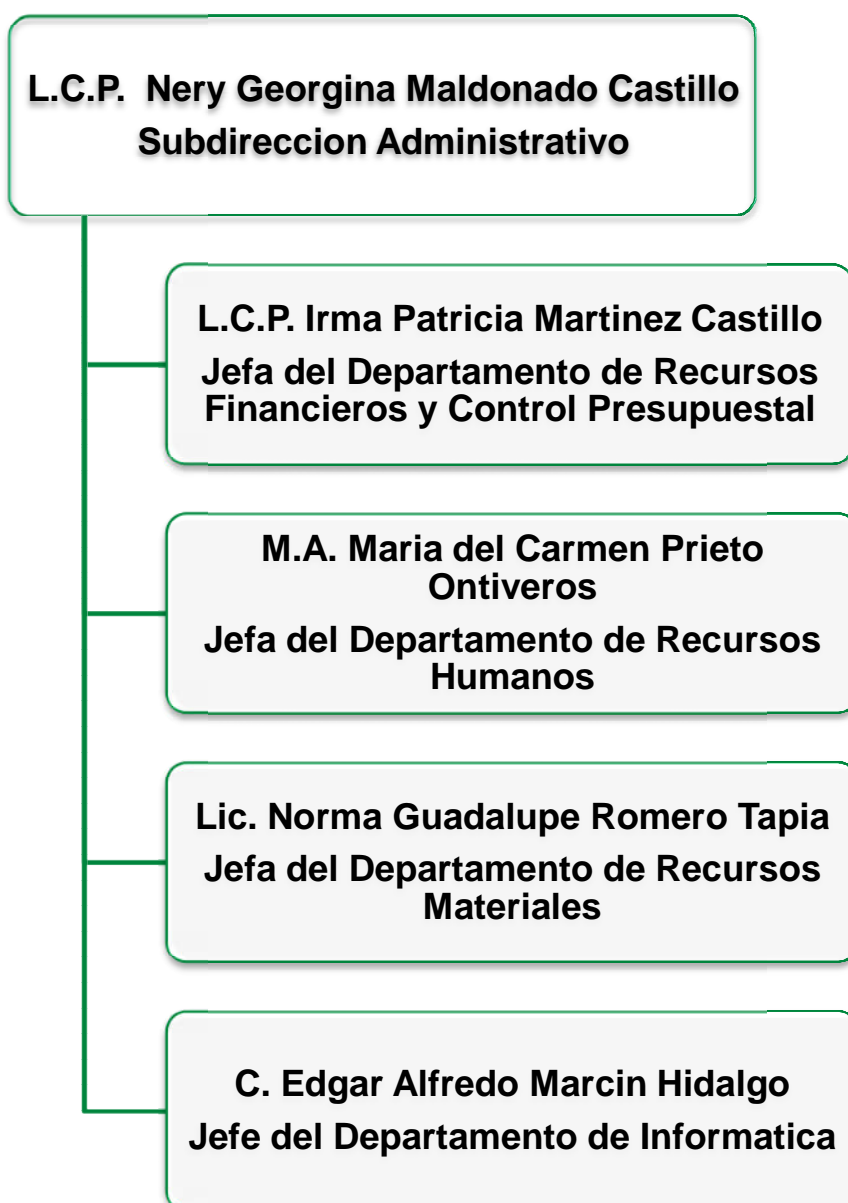 L.C.P. Nery Georgina Maldonado Castillo
Subdireccion Administrativo
L.C.P. Irma Patricia Martinez Castillo
Jefa del Departamento de Recursos
Financieros y Control Presupuestal
M.A. Maria del Carmen Prieto
Ontiveros
Jefa del Departamento de Recursos
Humanos
Lic. Norma Guadalupe Romero Tapia
Jefa del Departamento de Recursos
Materiales
C. Edgar Alfredo Marcin Hidalgo
Jefe del Departamento de Informatica